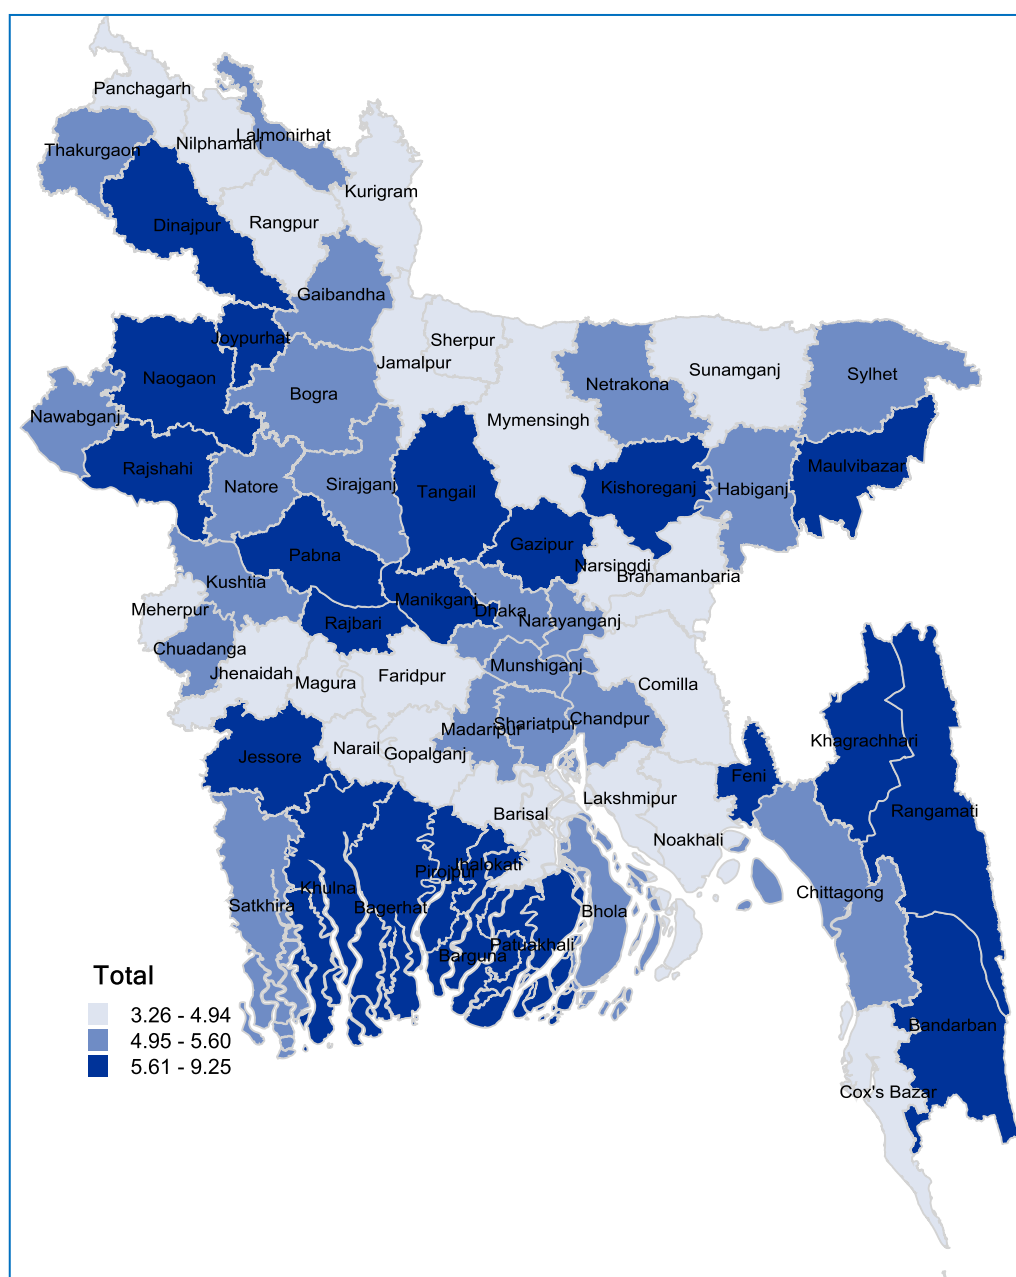 Panchagarh
Lalmonirhat
Nilphamari
Thakurgaon
Kurigram
Rangpur
Dinajpur
Gaibandha
Joypurhat
Sherpur
Jamalpur
Sunamganj
Sylhet
Naogaon
Netrakona
Bogra
Nawabganj
Mymensingh
Rajshahi
Maulvibazar
Natore
Sirajganj
Tangail
Kishoreganj
Habiganj
Gazipur
Pabna
Narsingdi
Brahamanbaria
Kushtia
Manikganj
Meherpur
Dhaka
Rajbari
Narayanganj
Chuadanga
Munshiganj
Jhenaidah
Magura
Faridpur
Comilla
Chandpur
Shariatpur
Madaripur
Khagrachhari
Narail
Gopalganj
Jessore
Feni
Lakshmipur
Barisal
Rangamati
Noakhali
Jhalokati
Pirojpur
Khulna
Chittagong
Satkhira
Bagerhat
Bhola
Patuakhali
Barguna
Total
3.26 - 4.94
4.95 - 5.60
5.61 - 9.25
Bandarban
Cox's Bazar